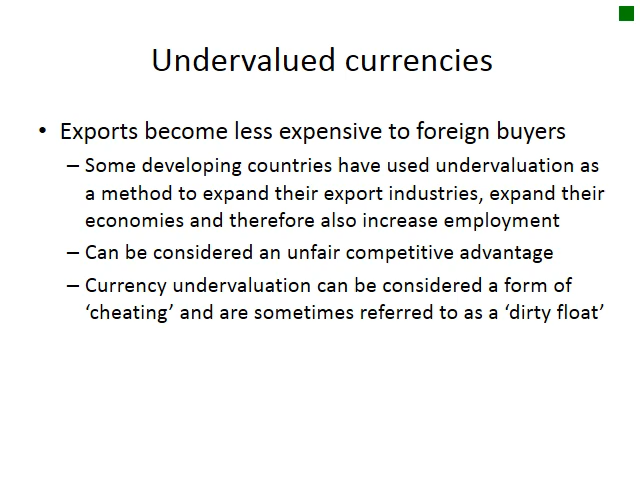 Undervalued currencies
• Exports become less expensive to foreign buyers
– Some developing countries have used undervaluation as
a method to expand their export industries, expand their
economies and therefore also increase employment
– Can be considered an unfair competitive advantage
– Currency undervaluation can be considered a form of
‘cheating’ and are sometimes referred to as a ‘dirty float’